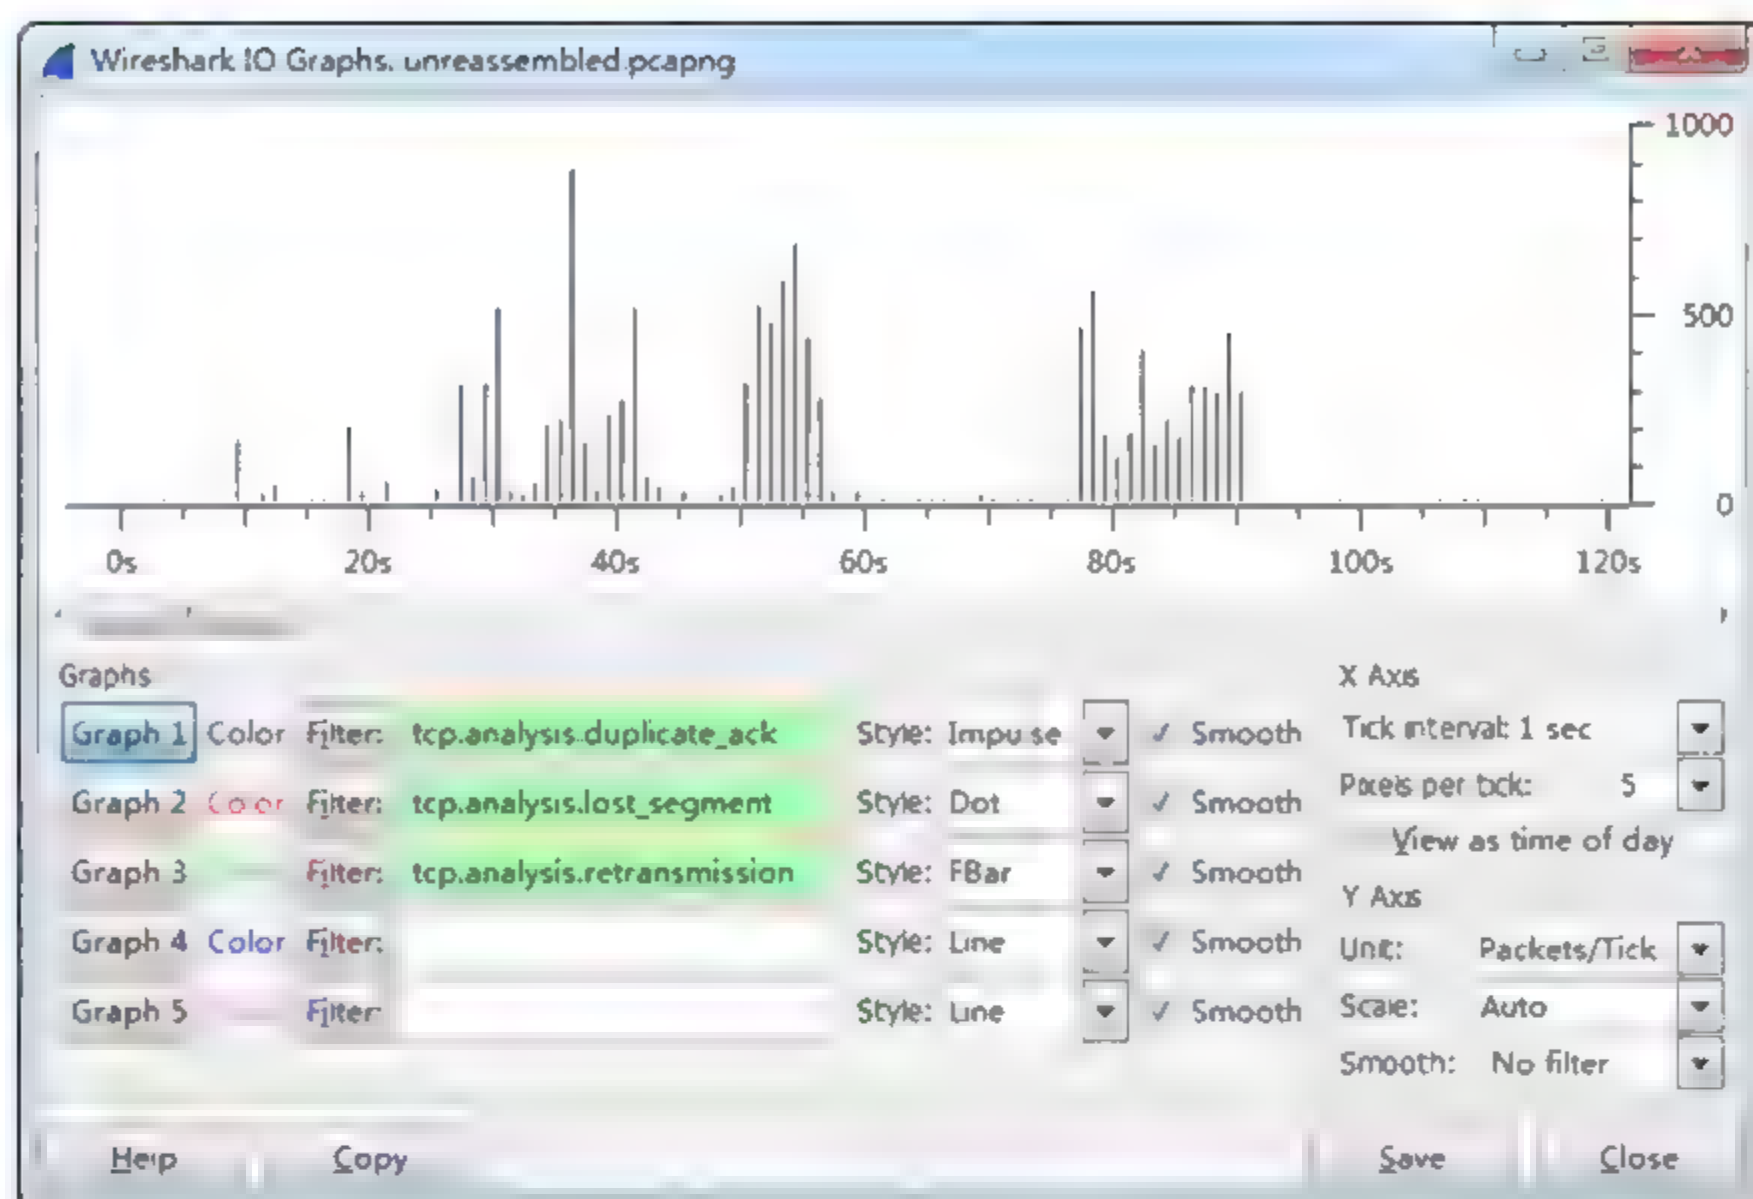 Wireshark IO Graphs: unreassembled.pcapng
1000
500
0
0s 20s 40s 60s 80s 100s 120s
Graphs
X Axis
Graph 1 Color Filter: tcp.analysis.duplicate_ack Style: Impulse ✓ Smooth
Tick interval: 1 sec
Graph 2 Color Filter: tcp.analysis.lost_segment Style: Dot ✓ Smooth
Pixels per tick: 5
View as time of day
Graph 3 Filter: tcp.analysis.retransmission Style: FBar ✓ Smooth
Y Axis
Graph 4 Color Filter: Style: Line ✓ Smooth
Unit: Packets/Tick
Graph 5 Filter: Style: Line ✓ Smooth
Scale: Auto
Smooth: No filter
Help Copy Save Close